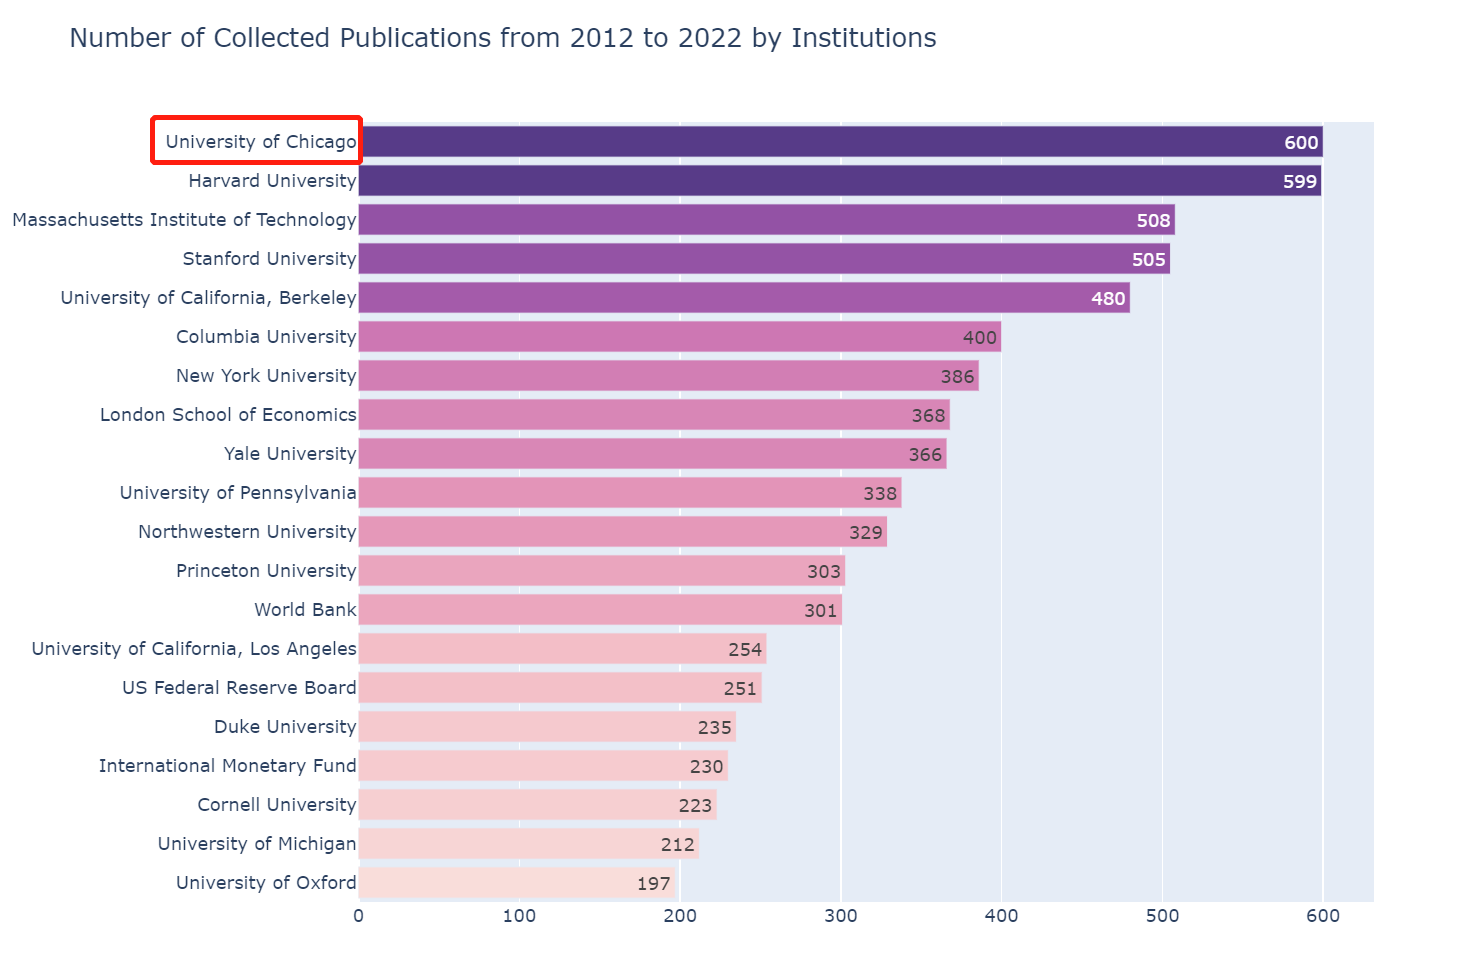 Number of Collected Publications from 2012 to 2022 by Institutions
University of Chicago 600
Harvard University 599
Massachusetts Institute of Technology 508
Stanford University 505
University of California, Berkeley 480
Columbia University 400
New York University 386
London School of Economics 368
Yale University 366
University of Pennsylvania 338
Northwestern University 329
Princeton University 303
World Bank 301
University of California, Los Angeles 254
US Federal Reserve Board 251
Duke University 235
International Monetary Fund 230
Cornell University 223
University of Michigan 212
University of Oxford 197
0 100 200 300 400 500 600